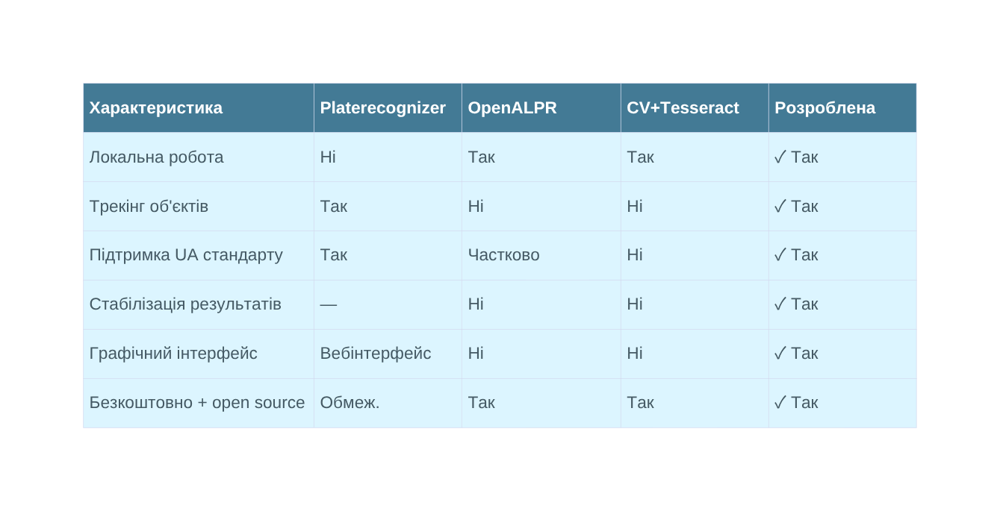 Характеристика Platerecognizer OpenALPR CV+Tesseract Розроблена
Локальна робота Ні Так Так ✓ Так
Трекінг об'єктів Так Ні Ні ✓ Так
Підтримка UA стандарту Так Частково Ні ✓ Так
Стабілізація результатів — Ні Ні ✓ Так
Графічний інтерфейс Вебінтерфейс Ні Ні ✓ Так
Безкоштовно + open source Обмеж. Так Так ✓ Так